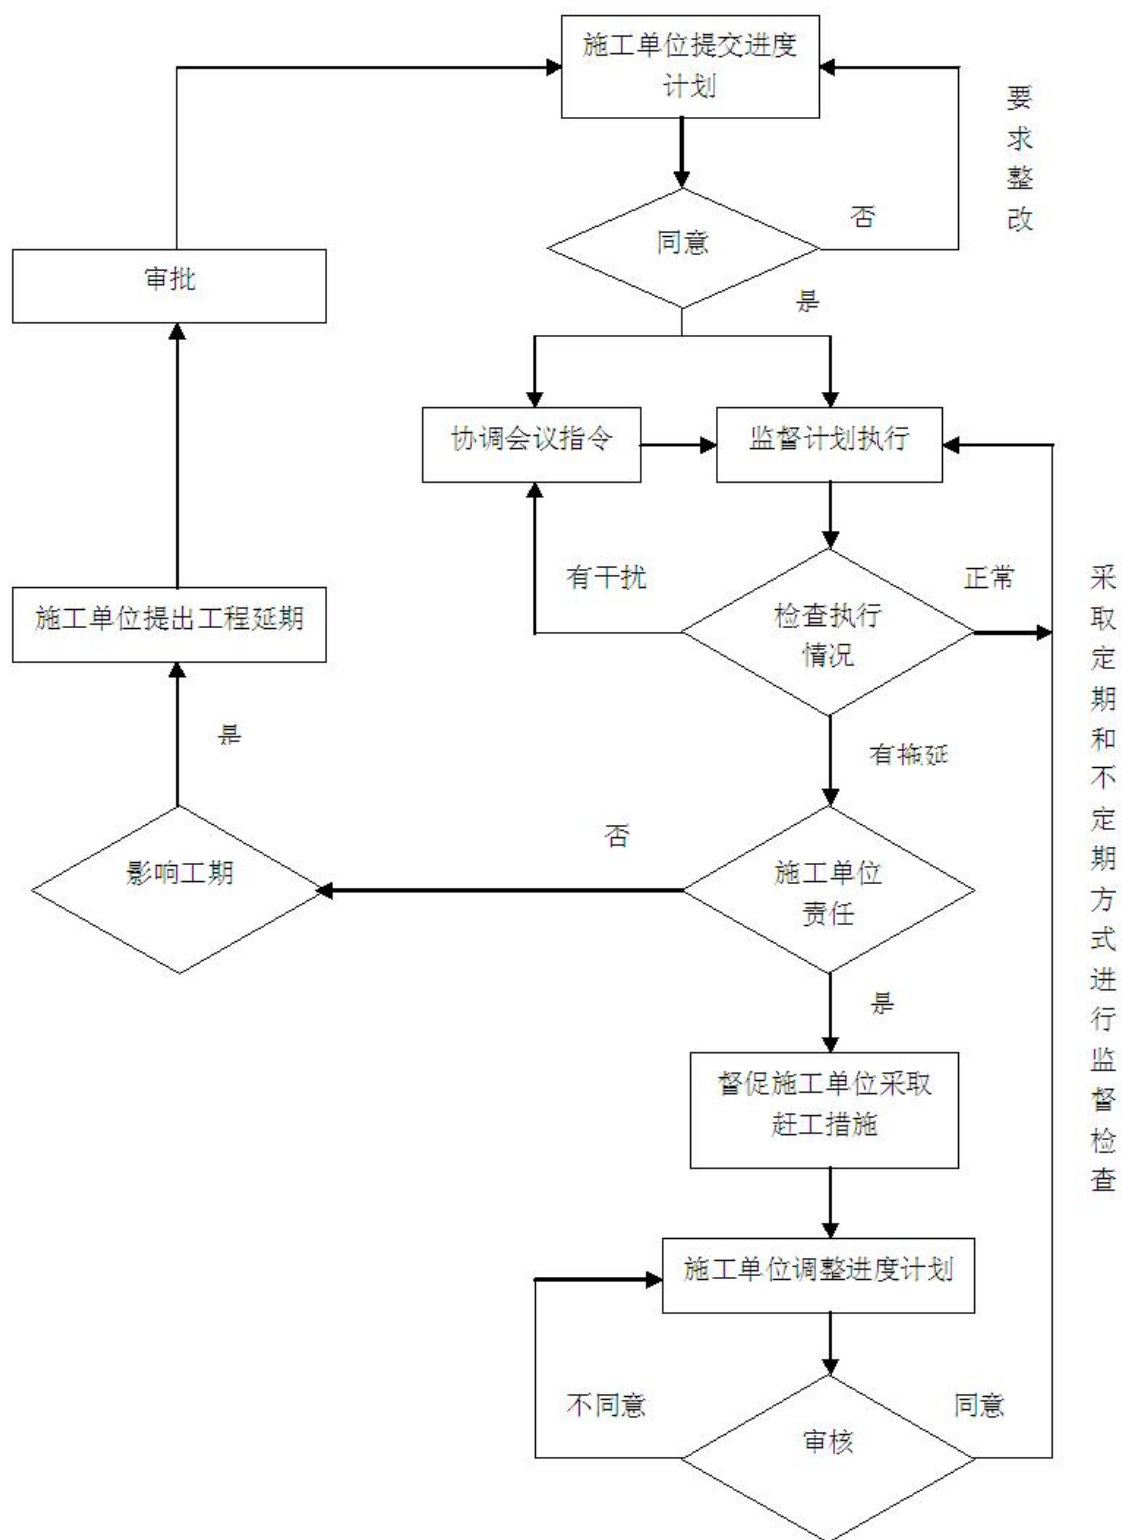 施工单位提交进度
计划
要求整改
否
同意
审批
是
协调会议指令
监督计划执行
有干扰
正常
采取定期和不定期方式进行监督检查
检查执行
情况
施工单位提出工程延期
是
有拖延
否
影响工期
施工单位
责任
是
督促施工单位采取
赶工措施
施工单位调整进度计划
不同意
同意
审核